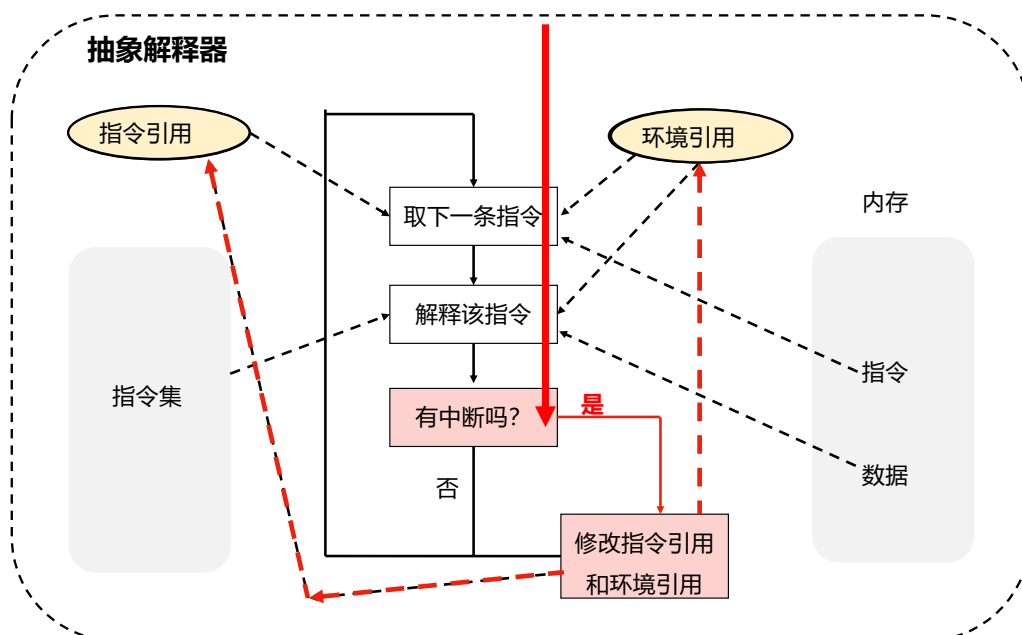 抽象解释器
指令引用
环境引用
取下一条指令
内存
解释该指令
指令
指令集
有中断吗？
是
数据
否
修改指令引用
和环境引用